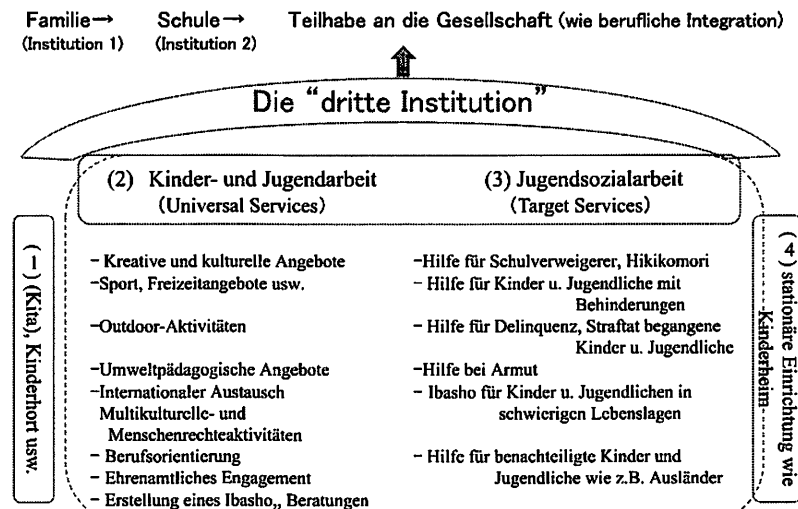 Familie→ Schule→ Teilhabe an die Gesellschaft (wie berufliche Integration)
(Institution 1) (Institution 2)
Die “dritte Institution”
(2) Kinder- und Jugendarbeit
(Universal Services)
(3) Jugendsozialarbeit
(Target Services)
(1) (Kita), Kinderhort usw.
– Kreative und kulturelle Angebote
–Sport, Freizeitangebote usw.
–Outdoor-Aktivitäten
–Umweltpädagogische Angebote
–Internationaler Austausch
Multikulturelle- und
Menschenrechteaktivitäten
– Berufsorientierung
– Ehrenamtliches Engagement
– Erstellung eines Ibasho,, Beratungen
–Hilfe für Schulverweigerer, Hikikomori
– Hilfe für Kinder u. Jugendliche mit
Behinderungen
– Hilfe für Delinquenz, Straftat begangene
Kinder u. Jugendliche
–Hilfe bei Armut
– Ibasho für Kinder u. Jugendlichen in
schwierigen Lebenslagen
– Hilfe für benachteiligte Kinder und
Jugendliche wie z.B. Ausländer
(4) stationäre Einrichtung wie
Kinderheim